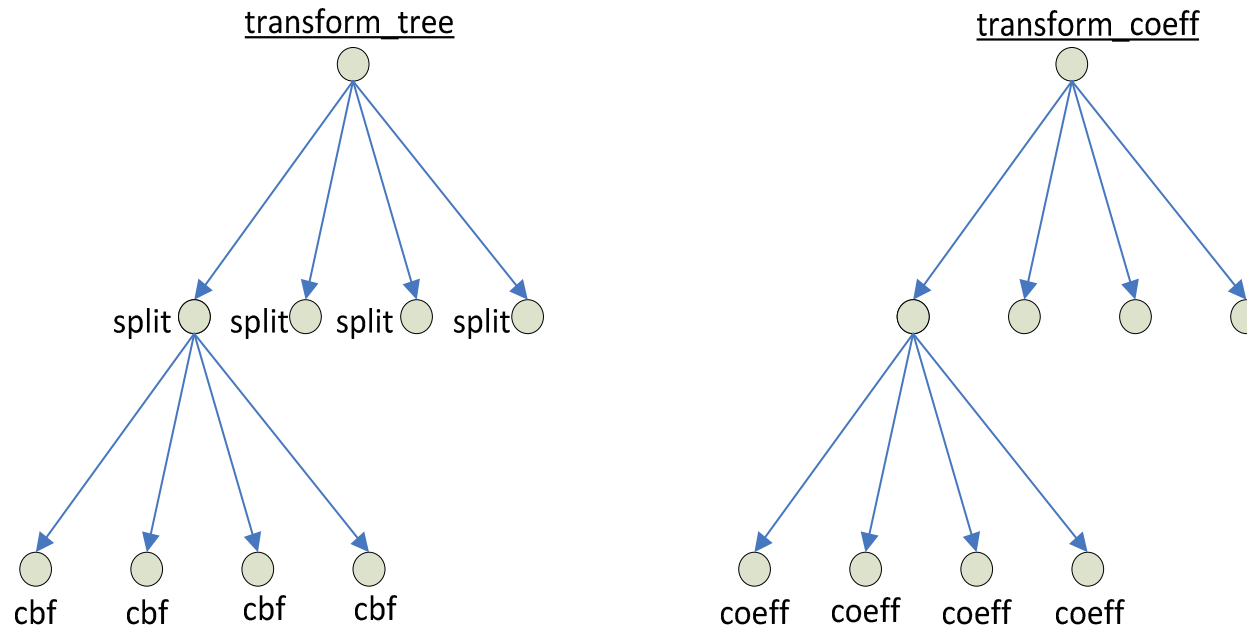 transform_tree
transform_coeff
split split split split
cbf cbf cbf cbf
coeff coeff coeff coeff